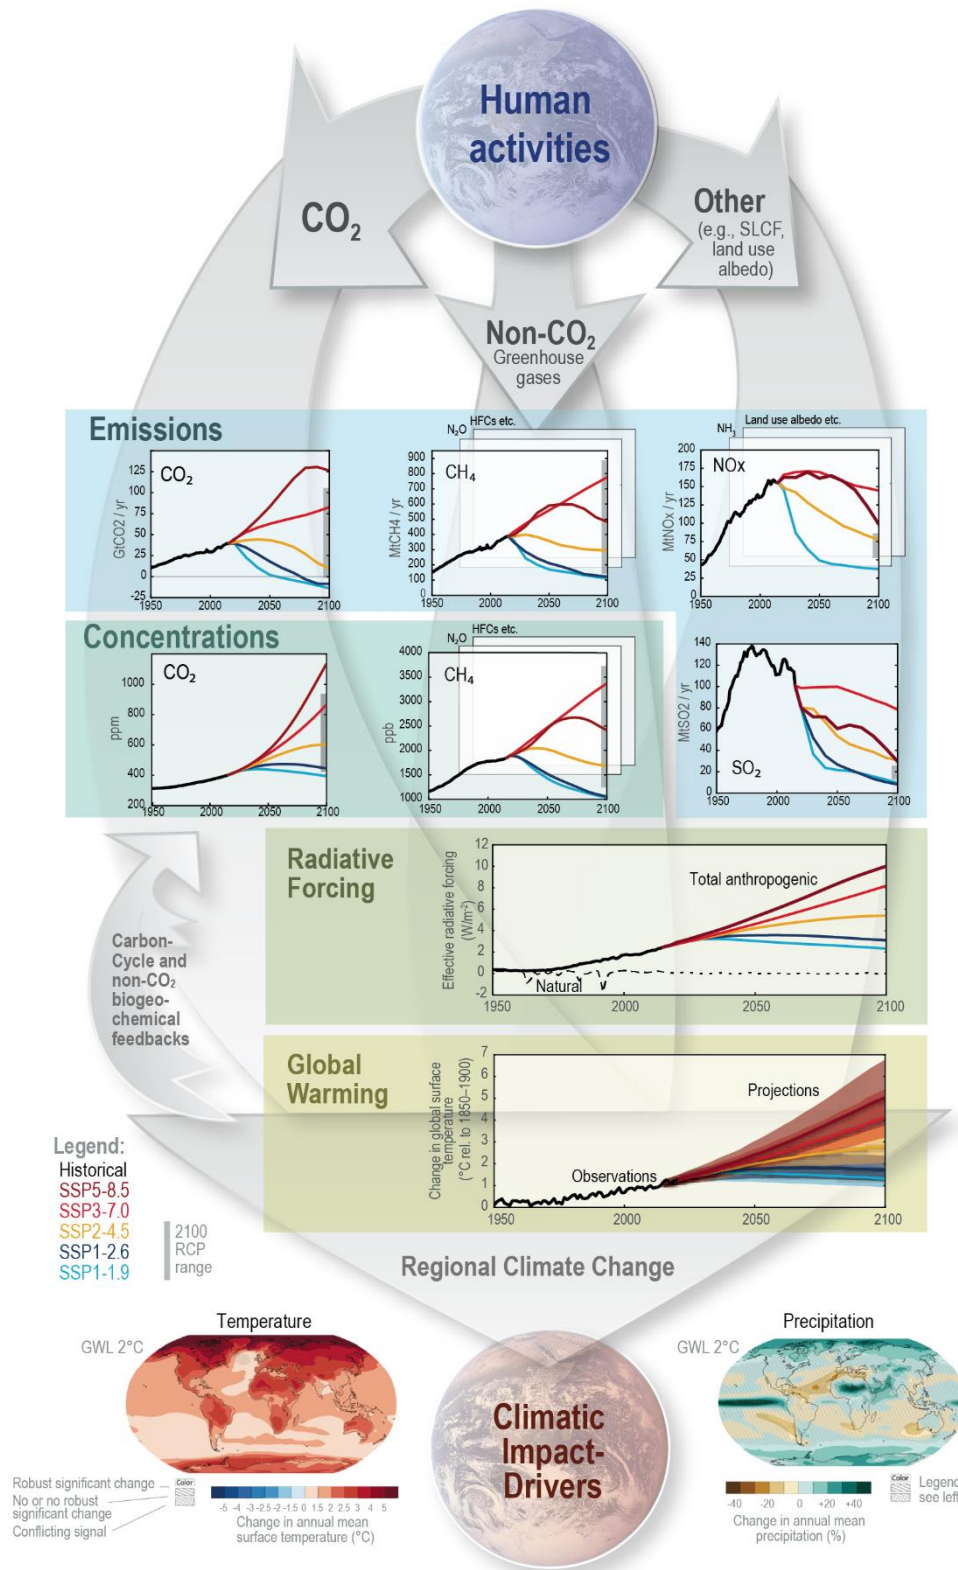 Human
activities
CO₂
Other
(e.g., SLCF,
land use
albedo)
Non-CO₂
Greenhouse
gases
Emissions
CO₂
GtCO2 / yr
125
100
75
50
25
0
-25
1950
2000
2050
2100
N₂O
HFCs etc.
CH₄
MtCH4 / yr
900
800
700
600
500
400
300
200
100
0
1950
2000
2050
2100
NH₃
Land use albedo etc.
NOx
MtNOx / yr
200
175
150
125
100
75
50
25
0
1950
2000
2050
2100
Concentrations
CO₂
ppm
1000
800
600
400
200
1950
2000
2050
2100
N₂O
HFCs etc.
CH₄
ppb
4000
3500
3000
2500
2000
1500
1000
1950
2000
2050
2100
MtSO2 / yr
140
120
100
80
60
40
20
0
SO₂
1950
2000
2050
2100
Radiative
Forcing
Effective radiative forcing
(W/m⁻²)
12
10
8
6
4
2
0
-2
Total anthropogenic
Natural
1950
2000
2050
2100
Carbon-
Cycle and
non-CO₂
biogeo-
chemical
feedbacks
Global
Warming
Change in global surface
temperature
(°C rel. to 1850–1900)
7
6
5
4
3
2
1
0
Projections
Observations
1950
2000
2050
2100
Legend:
Historical
SSP5-8.5
SSP3-7.0
SSP2-4.5
SSP1-2.6
SSP1-1.9
2100
RCP
range
Regional Climate Change
Temperature
GWL 2°C
Precipitation
GWL 2°C
Climatic
Impact-
Drivers
Robust significant change
No or no robust
significant change
Conflicting signal
Color
-5 -4 -3 -2.5 -2 -1.5 0 1.5 2 2.5 3 4 5
Change in annual mean
surface temperature (°C)
-40 -20 0 +20 +40
Change in annual mean
precipitation (%)
Color
Legend
see left